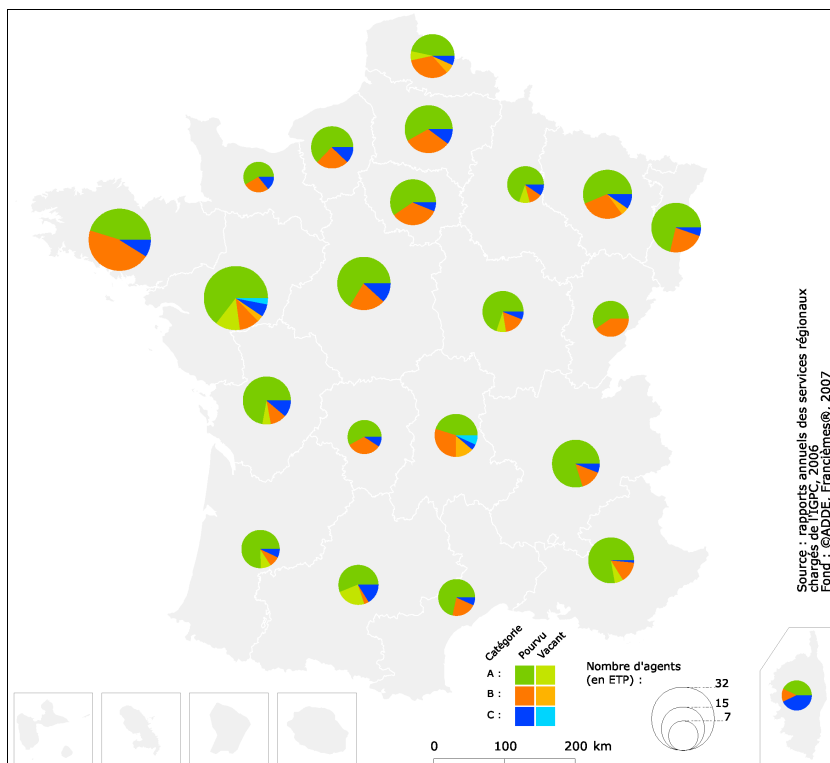 Source : rapports annuels des services régionaux
chargés de l'IGPC, 2006
Fond : ©ADDE, Francièmes®, 2007
Catégorie
Pourvu
Vacant
A :
B :
C :
Nombre d'agents
(en ETP) :
32
15
7
0 100 200 km